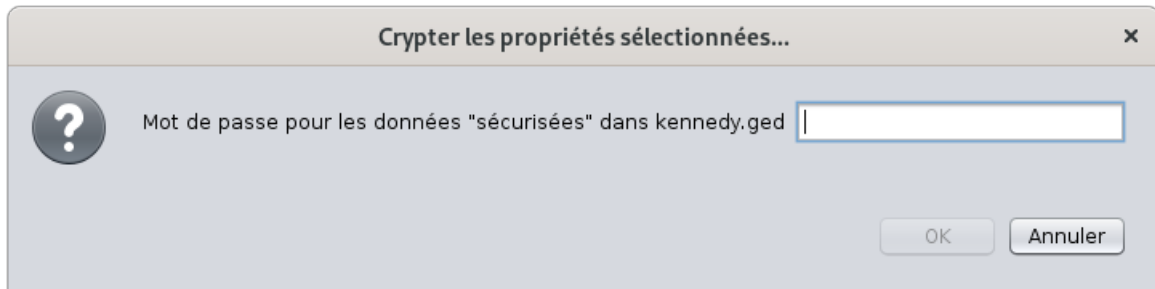 Crypter les propriétés sélectionnées...
Mot de passe pour les données "sécurisées" dans kennedy.ged
OK Annuler